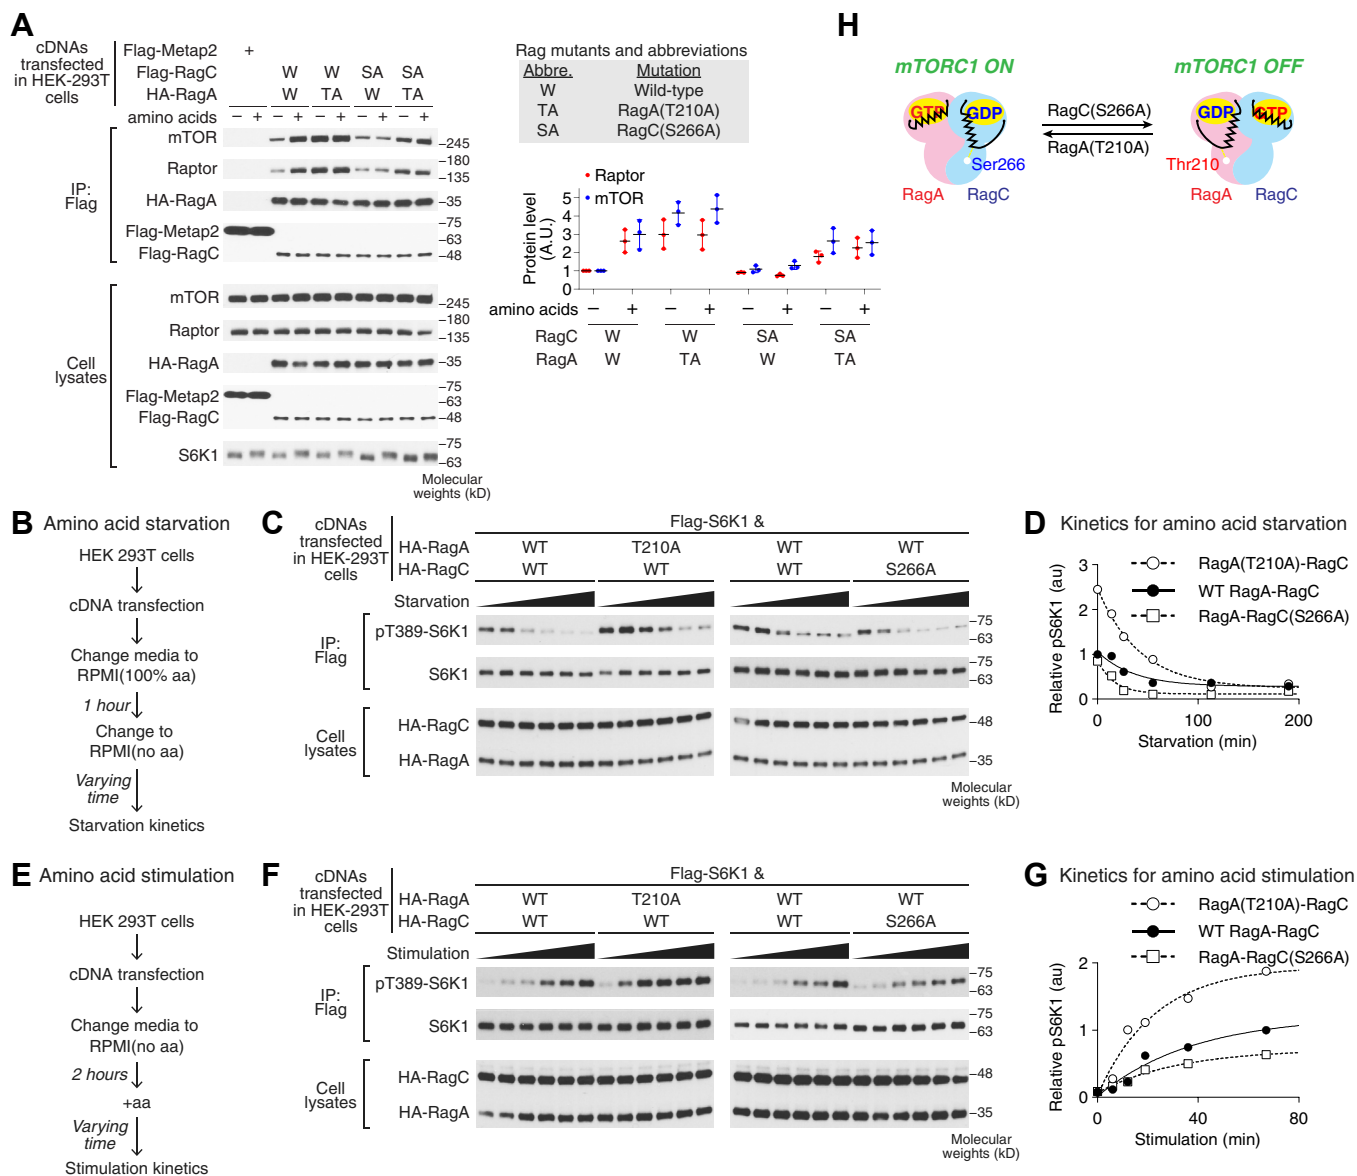 A
cDNAs
transfected
in HEK-293T
cells
Flag-Metap2 +
Flag-RagC W W SA SA
HA-RagA W TA W TA
amino acids − + − + − + − + − +
IP:
Flag
mTOR –245
Raptor –180 –135
HA-RagA –35
Flag-Metap2 –75 –63
Flag-RagC –48
Cell
lysates
mTOR –245
Raptor –180 –135
HA-RagA –35
Flag-Metap2 –75 –63
Flag-RagC –48
S6K1 –75 –63
Molecular
weights (kD)
Rag mutants and abbreviations
Abbre. Mutation
W Wild-type
TA RagA(T210A)
SA RagC(S266A)
Raptor
mTOR
Protein level
(A.U.)
5
4
3
2
1
0
amino acids − + − + − + − +
RagC W W SA SA
RagA W TA W TA
H
mTORC1 ON mTORC1 OFF
GTP GDP GDP GTP
RagC(S266A)
RagA(T210A)
Ser266 Thr210
RagA RagC RagA RagC
B Amino acid starvation
HEK 293T cells
cDNA transfection
Change media to
RPMI(100% aa)
1 hour
Change to
RPMI(no aa)
Varying
time
Starvation kinetics
C
cDNAs
transfected
in HEK-293T
cells
Flag-S6K1 &
HA-RagA WT T210A WT WT
HA-RagC WT WT WT S266A
Starvation
IP:
Flag
pT389-S6K1 –75 –63
S6K1 –75 –63
Cell
lysates
HA-RagC –48
HA-RagA –35
Molecular
weights (kD)
D Kinetics for amino acid starvation
RagA(T210A)-RagC
WT RagA-RagC
RagA-RagC(S266A)
Relative pS6K1 (au)
3
2
1
0
0 100 200
Starvation (min)
E Amino acid stimulation
HEK 293T cells
cDNA transfection
Change media to
RPMI(no aa)
2 hours
+aa
Varying
time
Stimulation kinetics
F
cDNAs
transfected
in HEK-293T
cells
Flag-S6K1 &
HA-RagA WT T210A WT WT
HA-RagC WT WT WT S266A
Stimulation
IP:
Flag
pT389-S6K1 –75 –63
S6K1 –75 –63
Cell
lysates
HA-RagC –48
HA-RagA –35
Molecular
weights (kD)
G Kinetics for amino acid stimulation
RagA(T210A)-RagC
WT RagA-RagC
RagA-RagC(S266A)
Relative pS6K1 (au)
2
1
0
0 20 40 60 80
Stimulation (min)